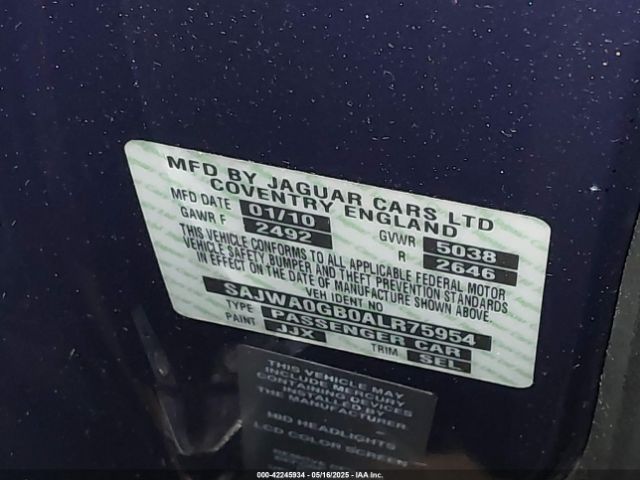 MFD BY JAGUAR CARS LTD
COVENTRY ENGLAND
MFD DATE 01/10 GVWR 5038
GAWR F 2492 R 2646
THIS VEHICLE CONFORMS TO ALL APPLICABLE FEDERAL MOTOR
VEHICLE SAFETY BUMPER AND THEFT PREVENTION STANDARDS
IN EFFECT ON THE DATE OF MANUFACTURE SHOWN ABOVE.
VEH IDENT NO
SAJWA0GB0ALR75954
TYPE PASSENGER CAR
PAINT JJX TRIM SEL
THIS VEHICLE MAY
INCLUDE MERCURY
CONTAINING DEVICES
INSTALLED BY
THE MANUFACTURER
HID HEADLIGHTS
LCD COLOR SCREEN
000-42245934 - 05/16/2025 - IAA Inc.